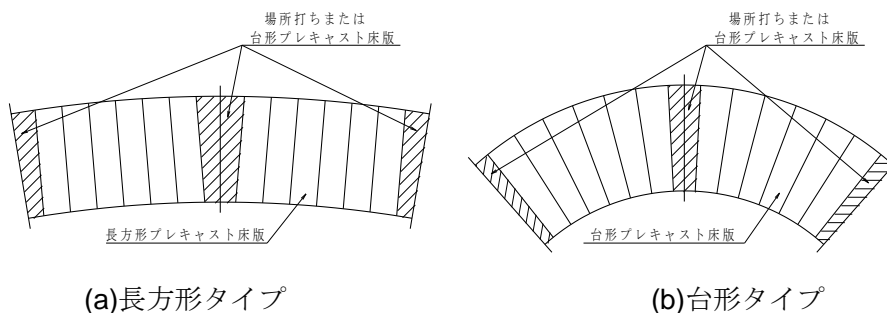 場所打ちまたは
台形プレキャスト床版
長方形プレキャスト床版
(a)長方形タイプ
場所打ちまたは
台形プレキャスト床版
台形プレキャスト床版
(b)台形タイプ